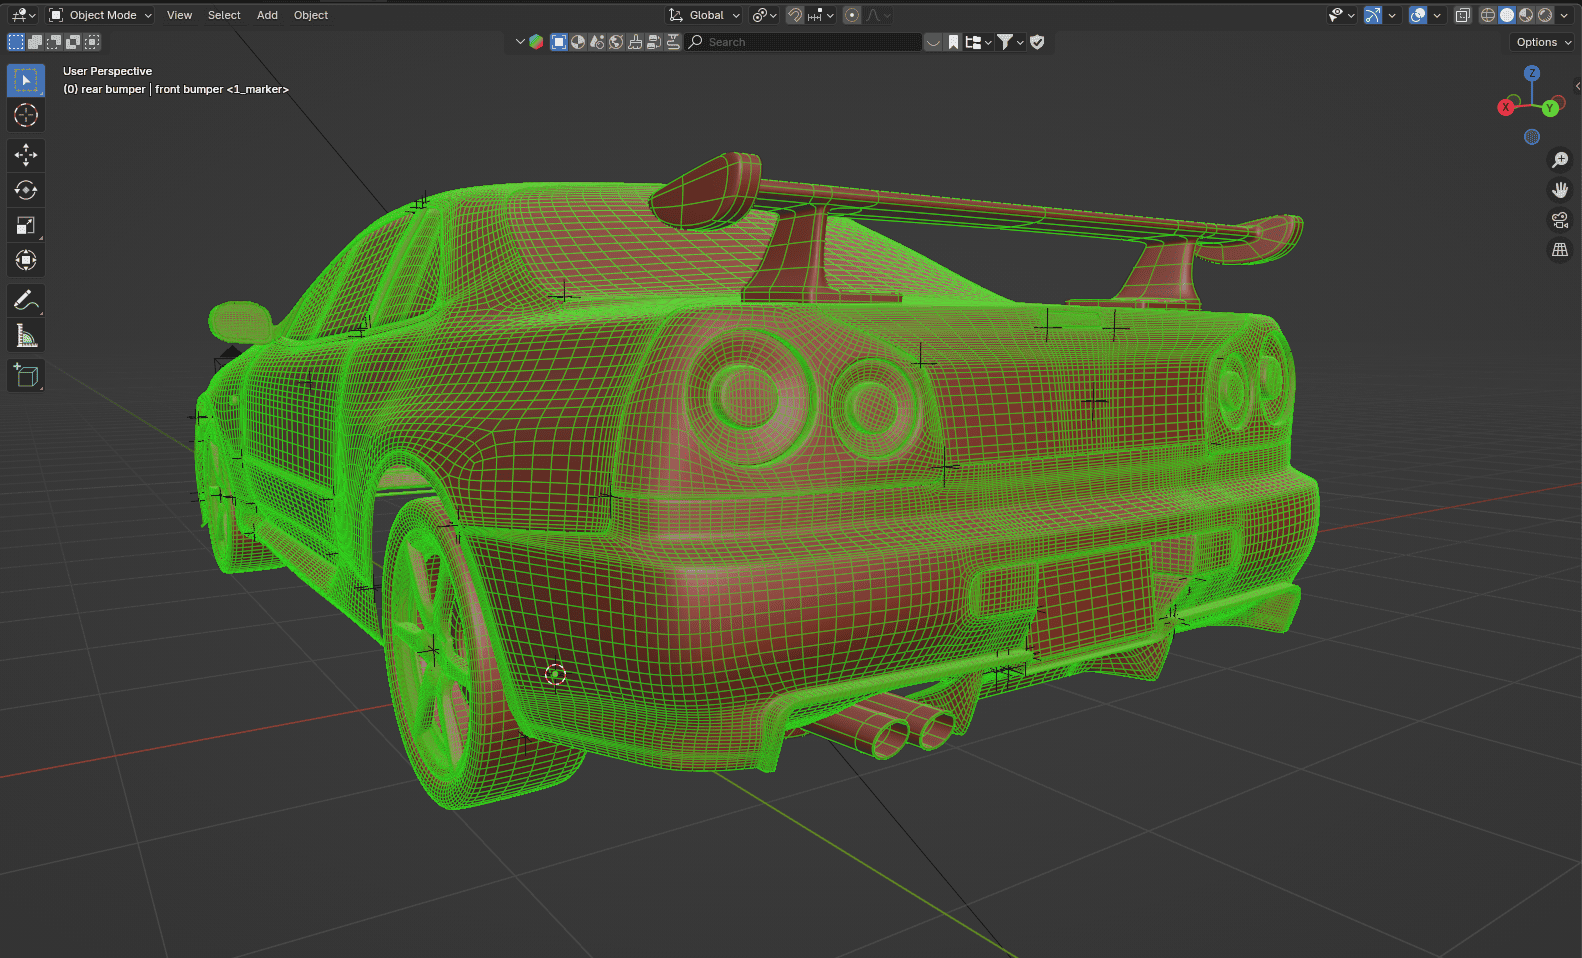 Object Mode View Select Add Object Global
Search
Options
User Perspective
(0) rear bumper | front bumper <1_marker>
Z
X
Y